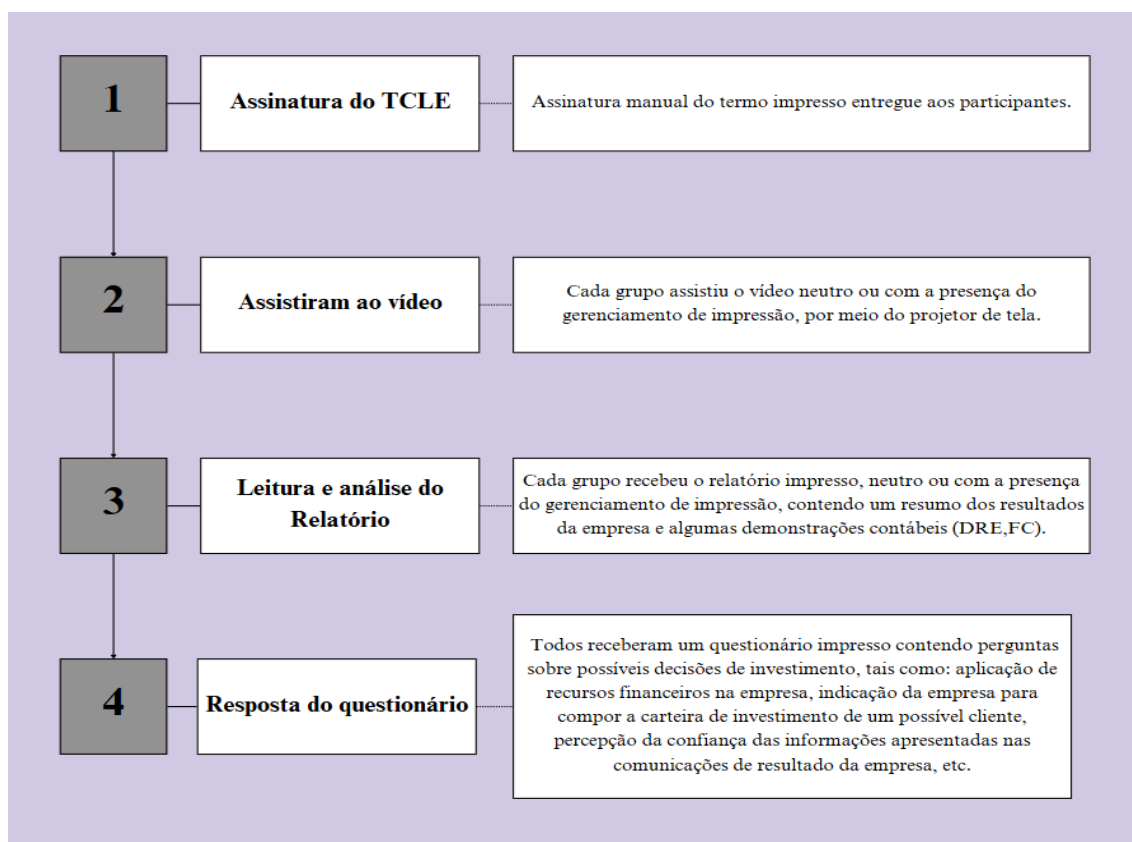 1
Assinatura do TCLE
Assinatura manual do termo impresso entregue aos participantes.
2
Assistiram ao vídeo
Cada grupo assistiu o vídeo neutro ou com a presença do
gerenciamento de impressão, por meio do projetor de tela.
3
Leitura e análise do
Relatório
Cada grupo recebeu o relatório impresso, neutro ou com a presença
do gerenciamento de impressão, contendo um resumo dos resultados
da empresa e algumas demonstrações contábeis (DRE,FC).
4
Resposta do questionário
Todos receberam um questionário impresso contendo perguntas
sobre possíveis decisões de investimento, tais como: aplicação de
recursos financeiros na empresa, indicação da empresa para
compor a carteira de investimento de um possível cliente,
percepção da confiança das informações apresentadas nas
comunicações de resultado da empresa, etc.